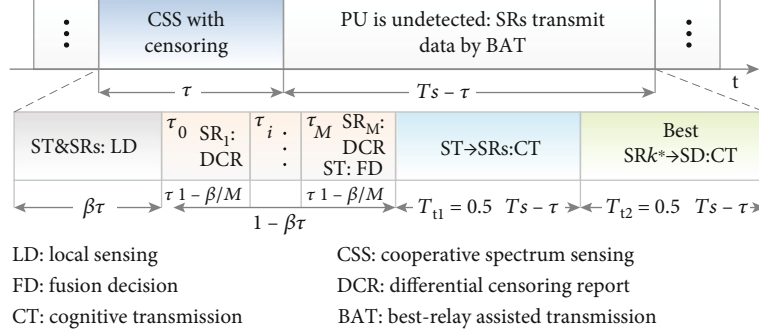 CSS with
censoring
PU is undetected: SRs transmit
data by BAT
t
τ
Ts – τ
ST&SRs: LD
τ0 SR1:
DCR
τi
τM SRM:
DCR
ST: FD
ST→SRs:CT
Best
SRk*→SD:CT
τ 1 – β/M
τ 1 – β/M
βτ
1 – βτ
Tt1 = 0.5 Ts – τ
Tt2 = 0.5 Ts – τ
LD: local sensing
CSS: cooperative spectrum sensing
FD: fusion decision
DCR: differential censoring report
CT: cognitive transmission
BAT: best-relay assisted transmission